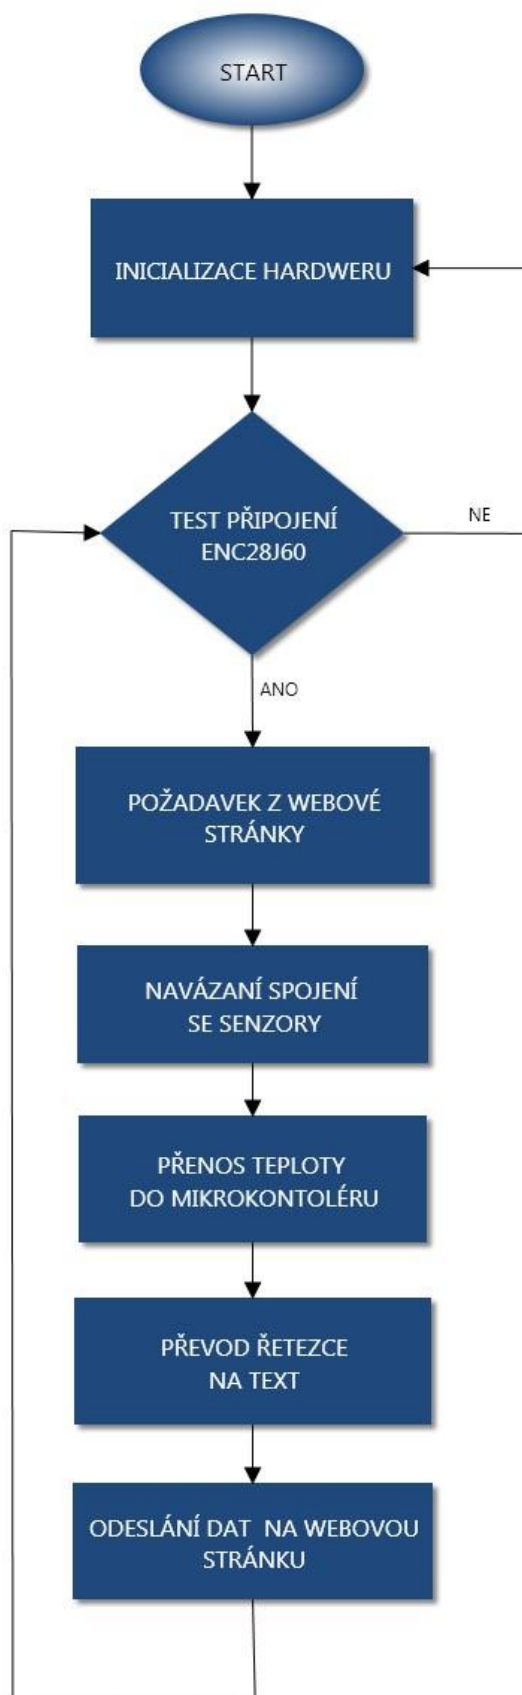 START
INICIALIZACE HARDWERU
TEST PŘIPOJENÍ
ENC28J60
NE
ANO
POŽADAVEK Z WEBOVÉ
STRÁNKY
NAVÁZANÍ SPOJENÍ
SE SENZORY
PŘENOS TEPLOTY
DO MIKROKONTOLÉRU
PŘEVOD ŘETEZCE
NA TEXT
ODESLÁNÍ DAT NA WEBOVOU
STRÁNKU